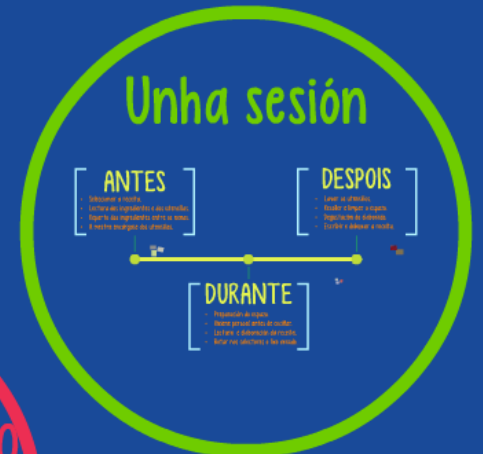 Unha sesión
ANTES
- Seleccionar a receita.
- Lectura dos ingredientes e dos utensilios.
- Reparto dos ingredientes entre os nenos.
- O mestre encárgase dos utensilios.
DURANTE
- Preparación do espazo.
- Hixiene persoal antes de
- Lectura e elaboración da receita.
- Botar nos
DESPOIS
- Lavar os utensilios.
- Recoller e limpar o espazo.
- Degustación do elaborado.
- Escribir e debuxar a receita.